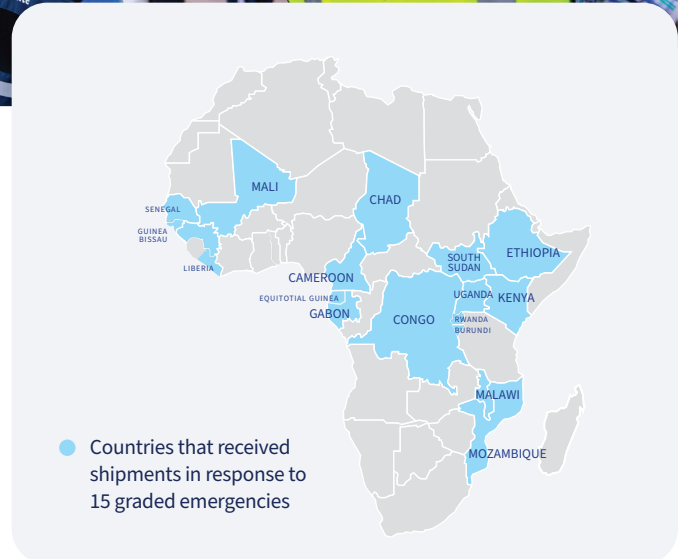 MALI
CHAD
SENEGAL
GUINEA
BISSAU
LIBERIA
SOUTH
SUDAN
ETHIOPIA
CAMEROON
EQUITOTIAL GUINEA
GABON
CONGO
UGANDA
KENYA
RWANDA
BURUNDI
MALAWI
MOZAMBIQUE
Countries that received
shipments in response to
15 graded emergencies